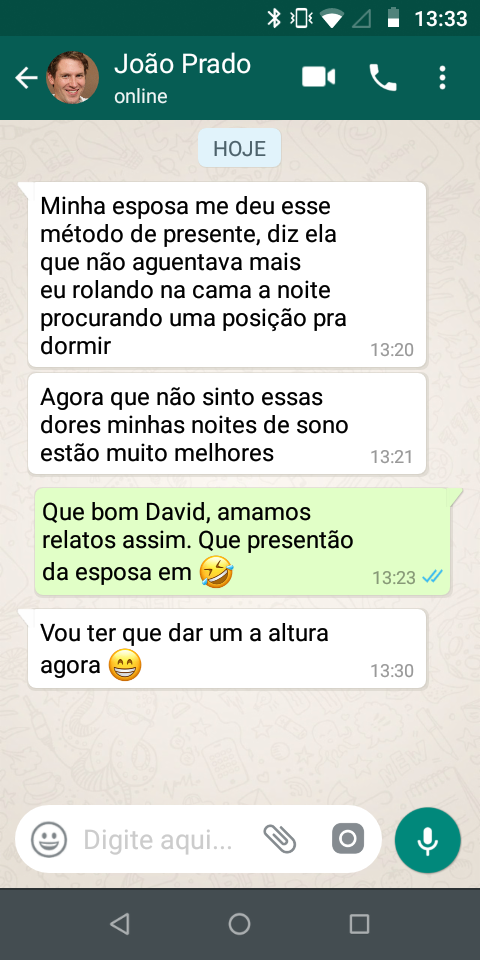 13:33
João Prado
online
HOJE
Minha esposa me deu esse
método de presente, diz ela
que não aguentava mais
eu rolando na cama a noite
procurando uma posição pra
dormir
13:20
Agora que não sinto essas
dores minhas noites de sono
estão muito melhores
13:21
Que bom David, amamos
relatos assim. Que presentão
da esposa em 🤣
13:23
Vou ter que dar um a altura
agora 😁
13:30
Digite aqui...